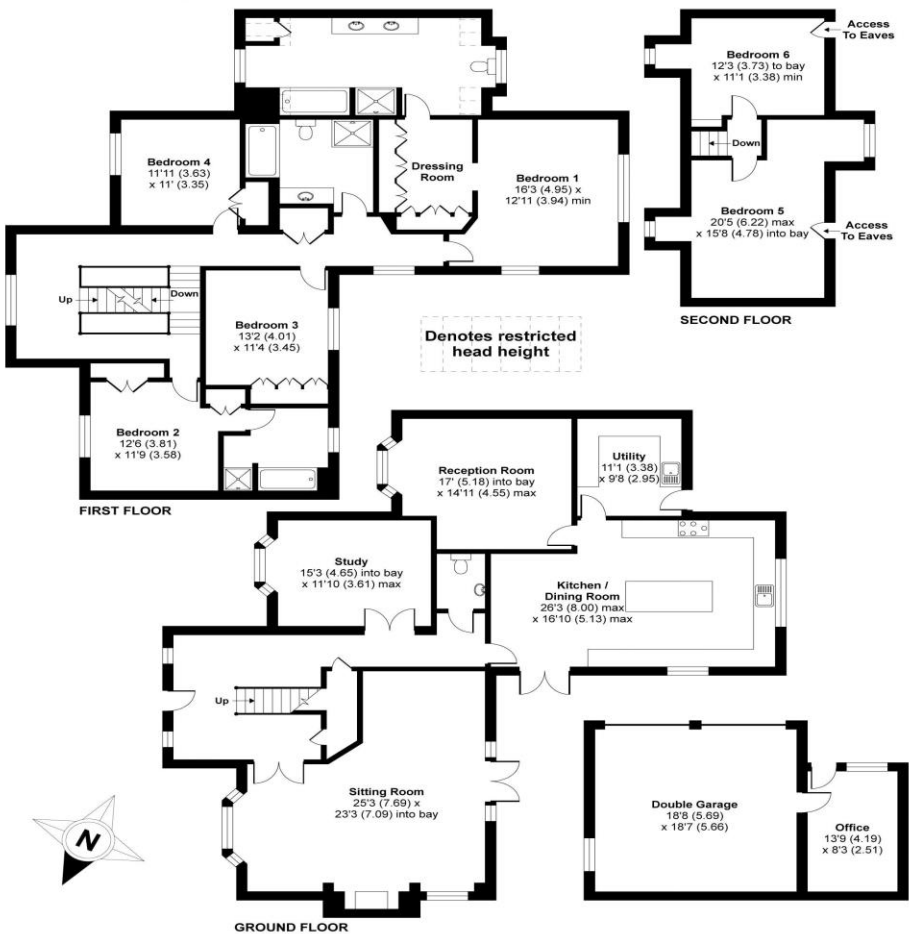 Bedroom 4
11'11 (3.63)
x 11' (3.35)
Dressing
Room
Bedroom 1
16'3 (4.95) x
12'11 (3.94) min
Up
Down
Bedroom 3
13'2 (4.01)
x 11'4 (3.45)
Bedroom 2
12'6 (3.81)
x 11'9 (3.58)
FIRST FLOOR
Bedroom 6
12'3 (3.73) to bay
x 11'1 (3.38) min
Access
To Eaves
Down
Bedroom 5
20'5 (6.22) max
x 15'8 (4.78) into bay
Access
To Eaves
SECOND FLOOR
Denotes restricted
head height
Reception Room
17' (5.18) into bay
x 14'11 (4.55) max
Utility
11'1 (3.38)
x 9'8 (2.95)
Study
15'3 (4.65) into bay
x 11'10 (3.61) max
Kitchen /
Dining Room
26'3 (8.00) max
x 16'10 (5.13) max
Up
Sitting Room
25'3 (7.69) x
23'3 (7.09) into bay
GROUND FLOOR
Double Garage
18'8 (5.69)
x 18'7 (5.66)
Office
13'9 (4.19)
x 8'3 (2.51)
N